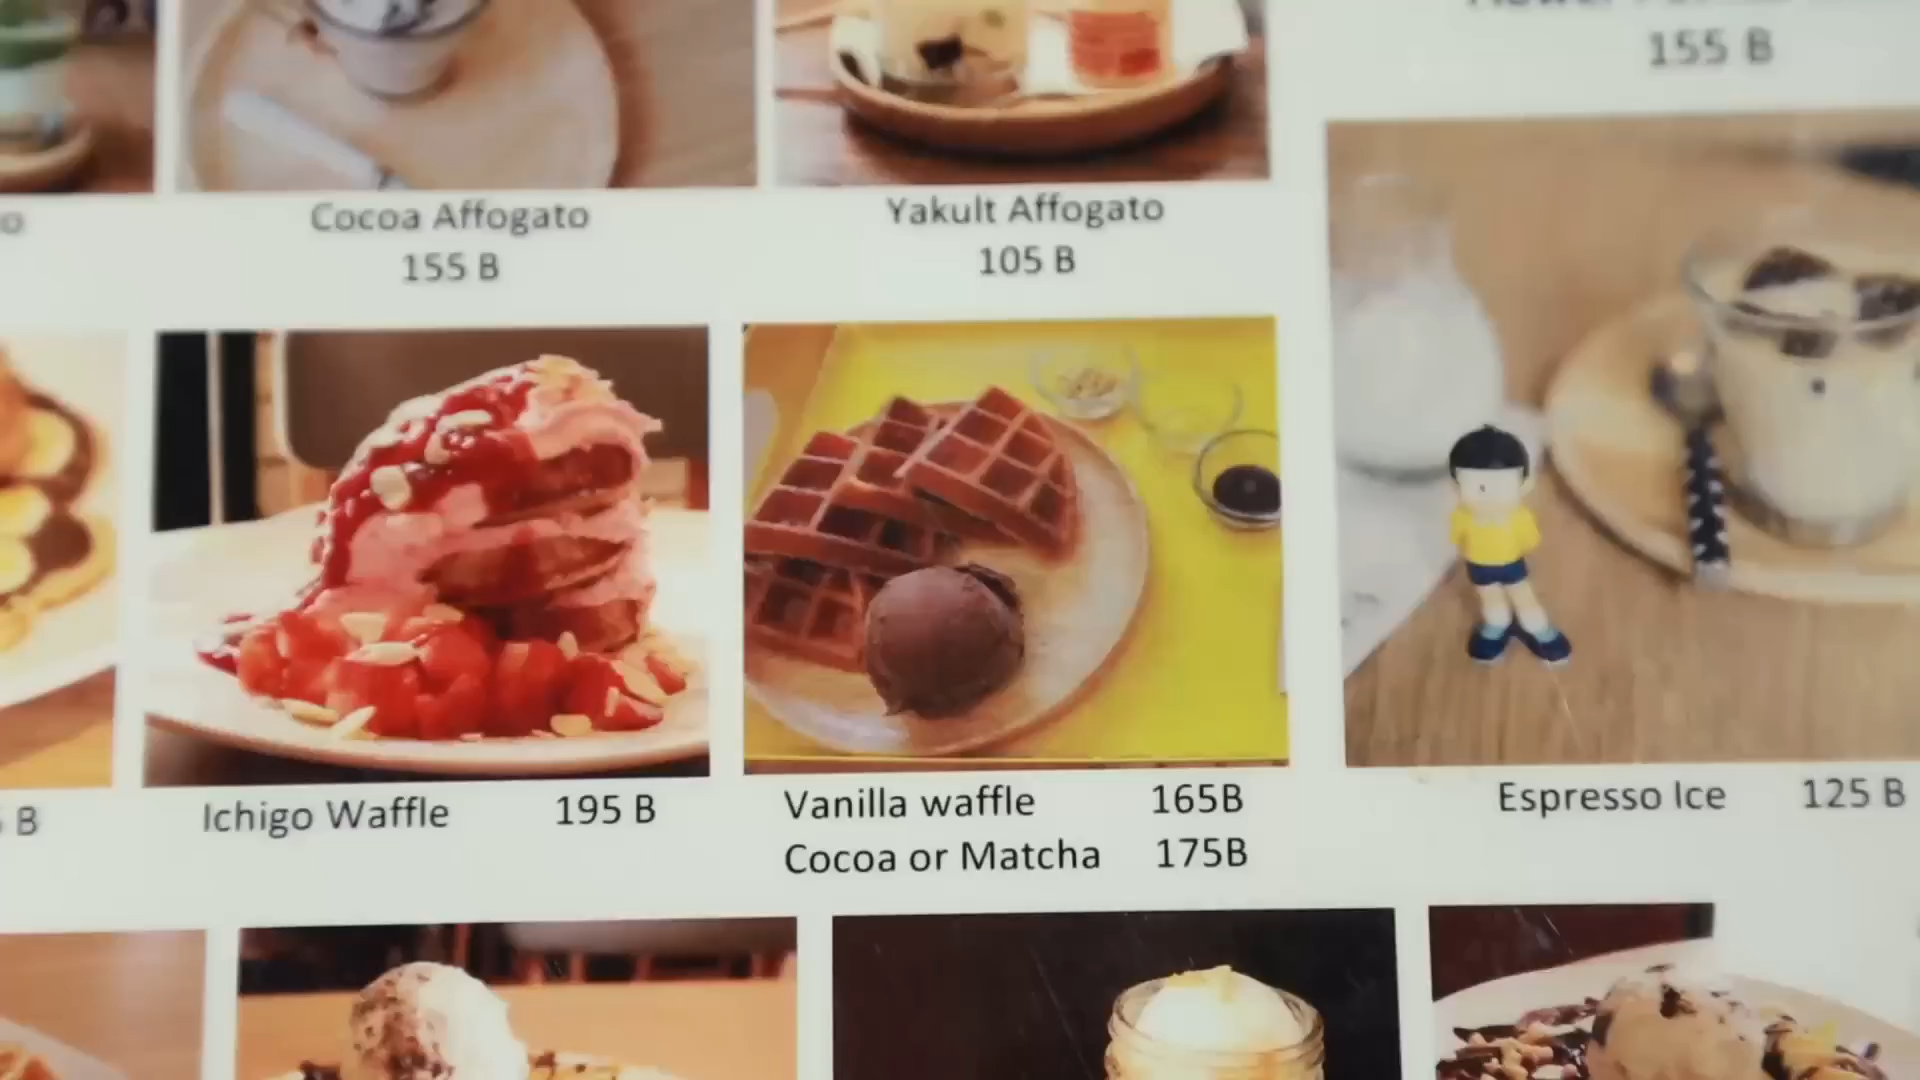 155 B
Cocoa Affogato
155 B
Yakult Affogato
105 B
Ichigo Waffle 195 B
Vanilla waffle 165B
Cocoa or Matcha 175B
Espresso Ice 125 B
B